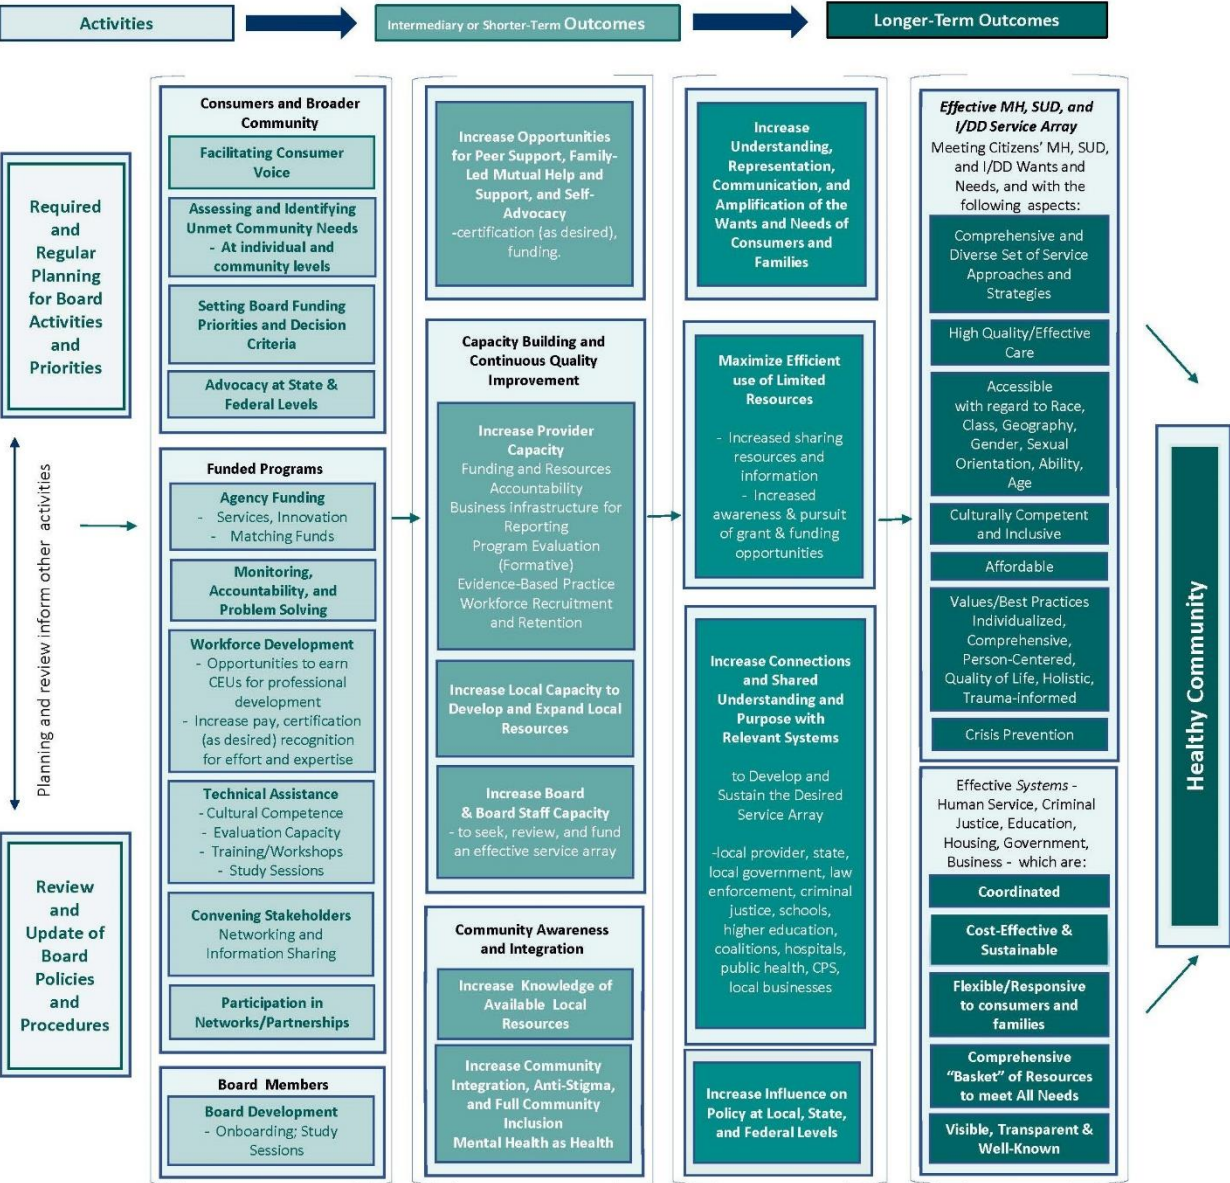 Activities
Intermediary or Shorter-Term Outcomes
Longer-Term Outcomes
Required
and
Regular
Planning
for Board
Activities
and
Priorities
Planning and review inform other activities
Review
and
Update of
Board
Policies
and
Procedures
Consumers and Broader
Community
Facilitating Consumer
Voice
Assessing and Identifying
Unmet Community Needs
- At individual and
community levels
Setting Board Funding
Priorities and Decision
Criteria
Advocacy at State &
Federal Levels
Funded Programs
Agency Funding
- Services, Innovation
- Matching Funds
Monitoring,
Accountability, and
Problem Solving
Workforce Development
- Opportunities to earn
CEUs for professional
development
- Increase pay, certification
(as desired) recognition
for effort and expertise
Technical Assistance
- Cultural Competence
- Evaluation Capacity
- Training/Workshops
- Study Sessions
Convening Stakeholders
Networking and
Information Sharing
Participation in
Networks/Partnerships
Board Members
Board Development
- Onboarding; Study
Sessions
Increase Opportunities
for Peer Support, Family-
Led Mutual Help and
Support, and Self-
Advocacy
-certification (as desired),
funding.
Capacity Building and
Continuous Quality
Improvement
Increase Provider
Capacity
Funding and Resources
Accountability
Business infrastructure for
Reporting
Program Evaluation
(Formative)
Evidence-Based Practice
Workforce Recruitment
and Retention
Increase Local Capacity to
Develop and Expand Local
Resources
Increase Board
& Board Staff Capacity
- to seek, review, and fund
an effective service array
Community Awareness
and Integration
Increase Knowledge of
Available Local
Resources
Increase Community
Integration, Anti-Stigma,
and Full Community
Inclusion
Mental Health as Health
Increase
Understanding,
Representation,
Communication, and
Amplification of the
Wants and Needs of
Consumers and
Families
Maximize Efficient
use of Limited
Resources
- Increased sharing
resources and
information
- Increased
awareness & pursuit
of grant & funding
opportunities
Increase Connections
and Shared
Understanding and
Purpose with
Relevant Systems
to Develop and
Sustain the Desired
Service Array
-local provider, state,
local government, law
enforcement, criminal
justice, schools,
higher education,
coalitions, hospitals,
public health, CPS,
local businesses
Increase Influence on
Policy at Local, State,
and Federal Levels
Effective MH, SUD, and
I/DD Service Array
Meeting Citizens' MH, SUD,
and I/DD Wants and
Needs, and with the
following aspects:
Comprehensive and
Diverse Set of Service
Approaches and
Strategies
High Quality/Effective
Care
Accessible
with regard to Race,
Class, Geography,
Gender, Sexual
Orientation, Ability,
Age
Culturally Competent
and Inclusive
Affordable
Values/Best Practices
Individualized,
Comprehensive,
Person-Centered,
Quality of Life, Holistic,
Trauma-informed
Crisis Prevention
Effective Systems -
Human Service, Criminal
Justice, Education,
Housing, Government,
Business - which are:
Coordinated
Cost-Effective &
Sustainable
Flexible/Responsive
to consumers and
families
Comprehensive
"Basket" of Resources
to meet All Needs
Visible, Transparent &
Well-Known
Healthy Community